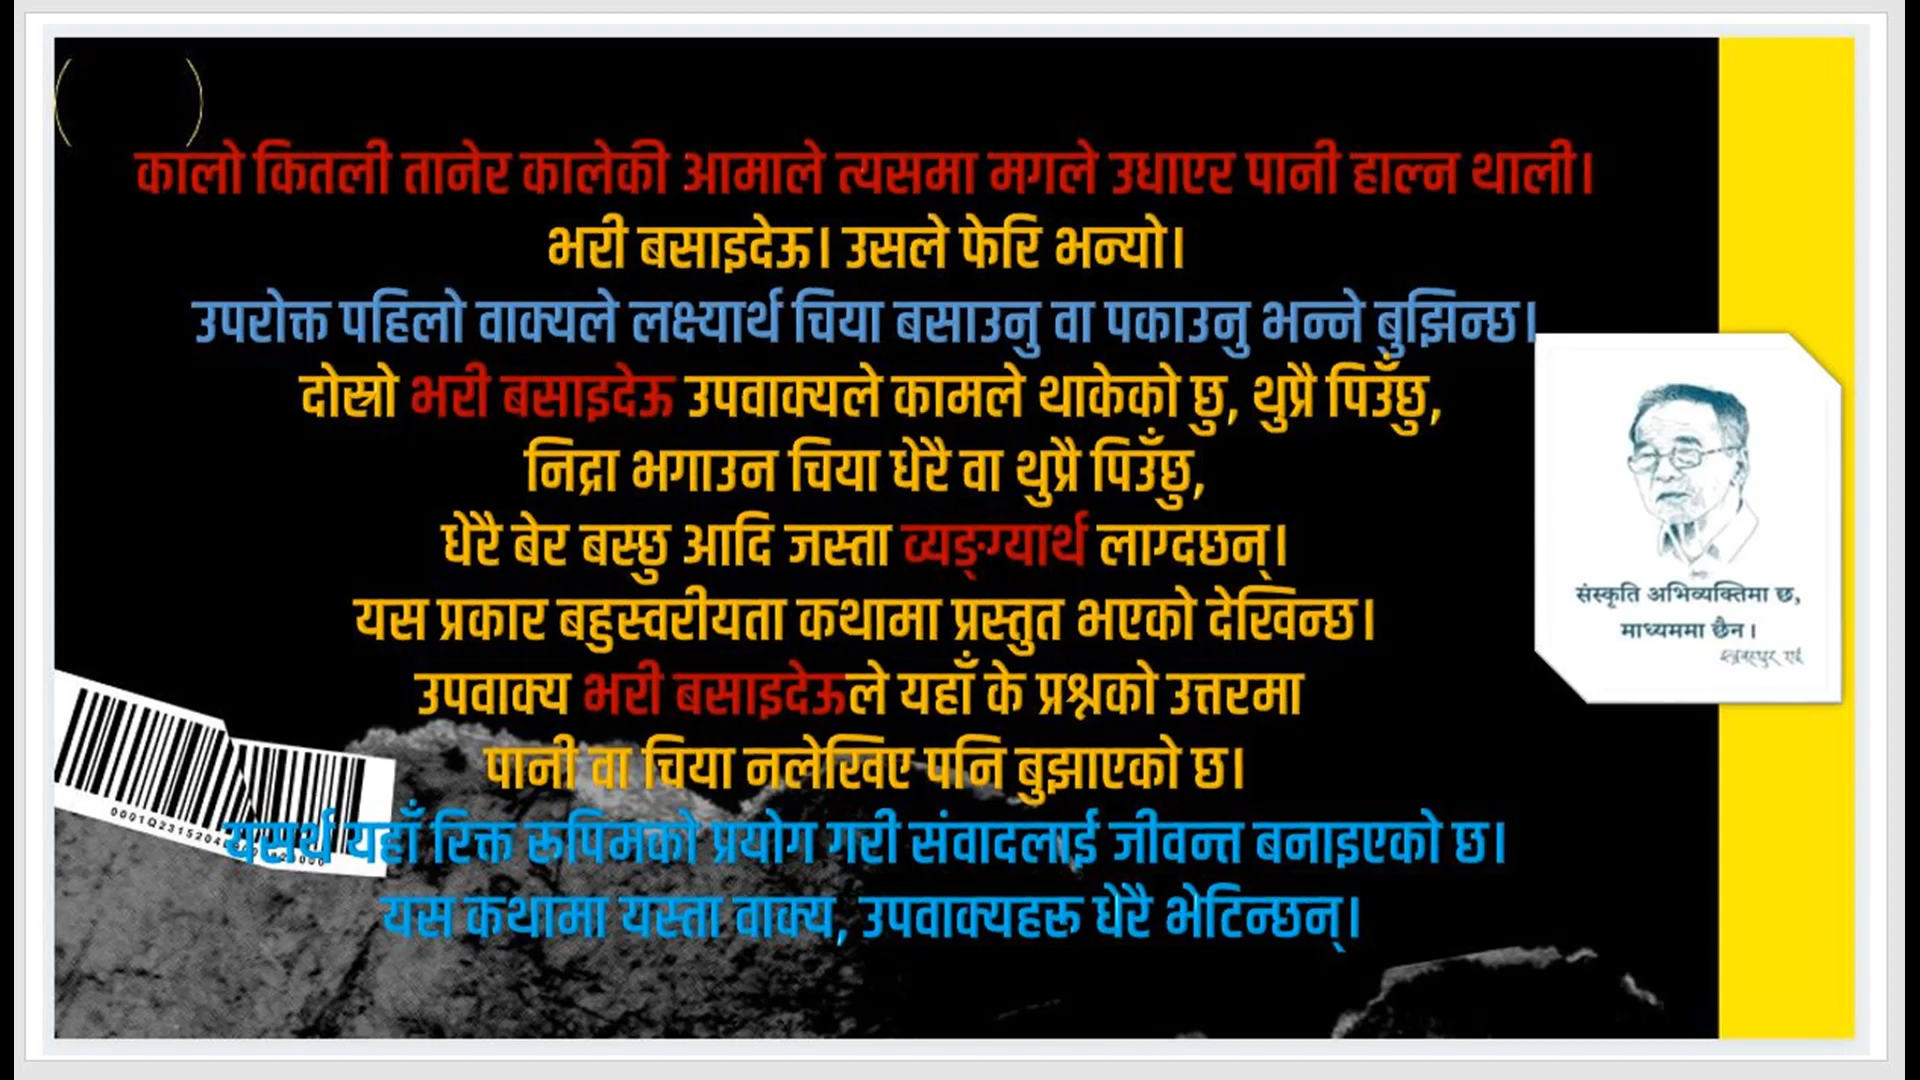 कालो कितली तानेर कालेकी आमाले त्यसमा मगले उधाएर पानी हाल्न थाली।
भरी बसाइदेऊ। उसले फेरि भन्यो।
उपरोक्त पहिलो वाक्यले लक्ष्यार्थ चिया बसाउनु वा पकाउनु भन्ने बुझिन्छ।
दोस्रो भरी बसाइदेऊ उपवाक्यले कामले थाकेको छु, थुप्रै पिउँछु,
निद्रा भगाउन चिया धेरै वा थुप्रै पिउँछु,
धेरै बेर बस्छु आदि जस्ता व्यङ्ग्यार्थ लाग्दछन्।
यस प्रकार बहुस्वरीयता कथामा प्रस्तुत भएको देखिन्छ।
उपवाक्य भरी बसाइदेऊले यहाँ के प्रश्नको उत्तरमा
पानी वा चिया नलेखिए पनि बुझाएको छ।
यसर्थ यहाँ रिक्त रुपिमको प्रयोग गरी संवादलाई जीवन्त बनाइएको छ।
यस कथामा यस्ता वाक्य, उपवाक्यहरू धेरै भेटिन्छन्।
संस्कृति अभिव्यक्तिमा छ,
माध्यममा छैन।